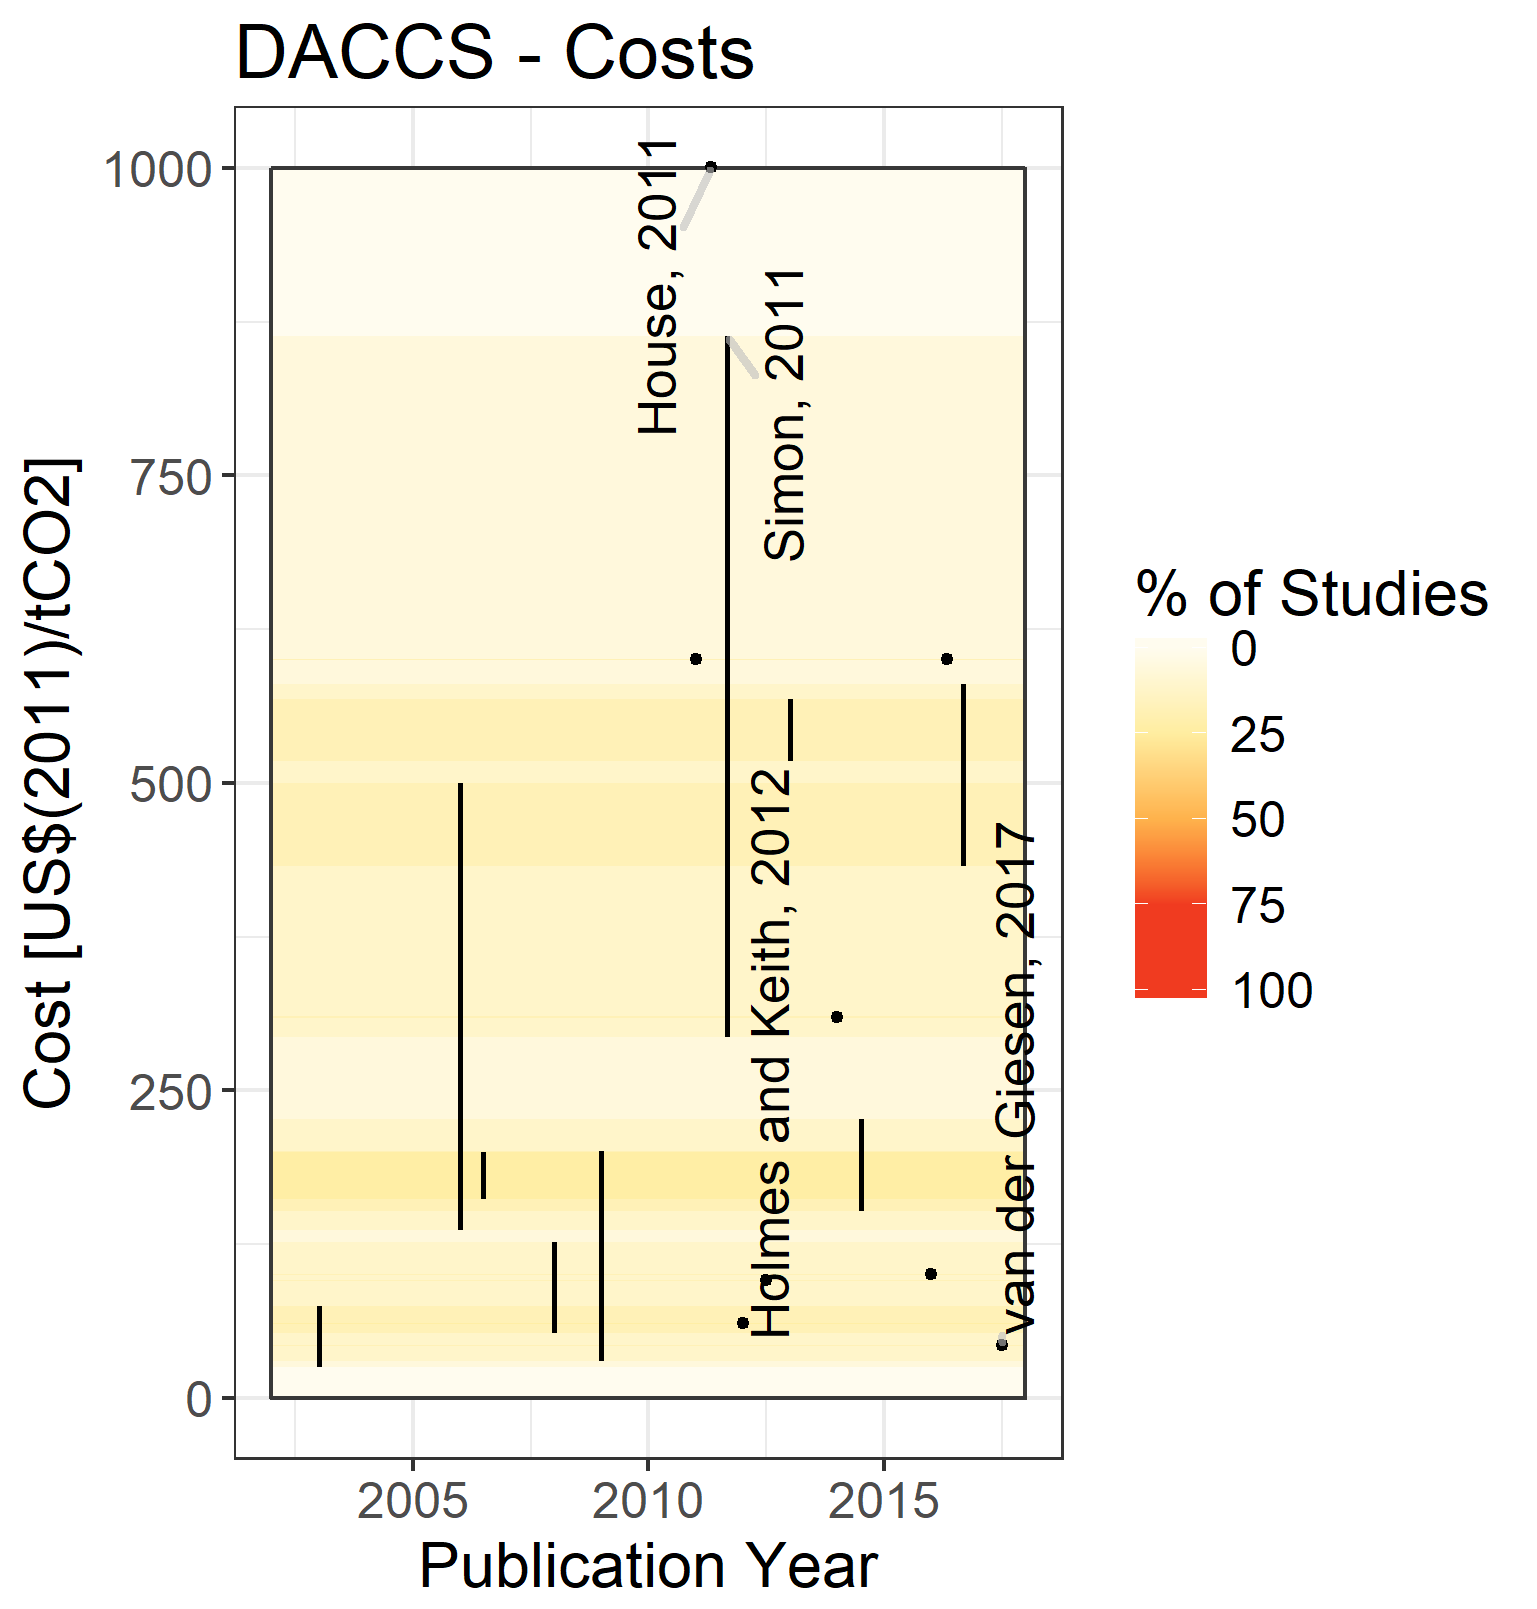 DACCS - Costs
Cost [US$(2011)/tCO2]
1000
750
500
250
0
House, 2011
Simon, 2011
Holmes and Keith, 2012
van der Giesen, 2017
2005
2010
2015
Publication Year
% of Studies
0
25
50
75
100